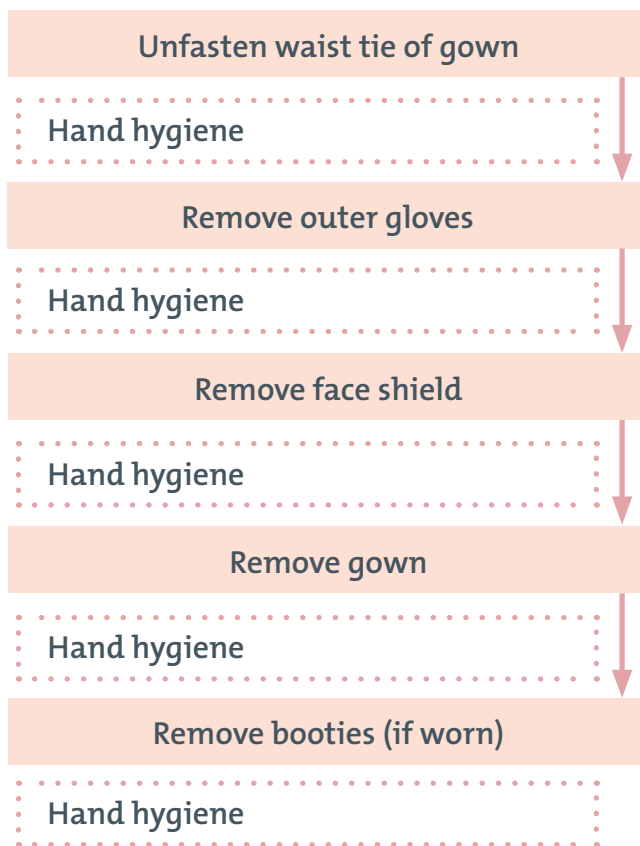 Unfasten waist tie of gown
Hand hygiene
Remove outer gloves
Hand hygiene
Remove face shield
Hand hygiene
Remove gown
Hand hygiene
Remove booties (if worn)
Hand hygiene